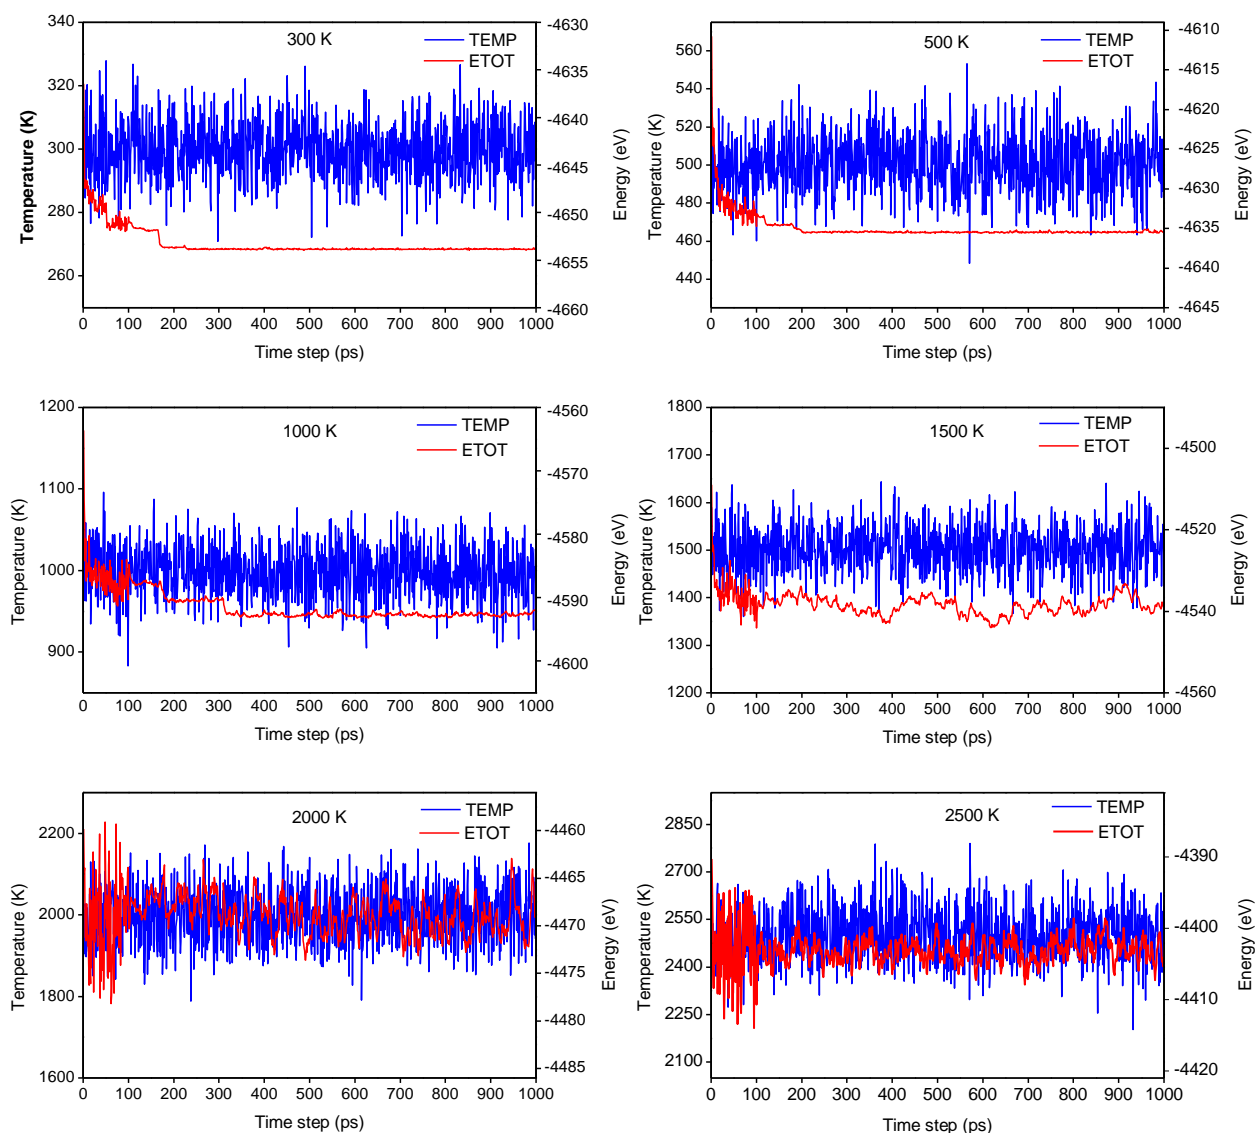 300 K
TEMP
ETOT
340
320
300
280
260
Temperature (K)
-4630
-4635
-4640
-4645
-4650
-4655
-4660
Energy (eV)
0 100 200 300 400 500 600 700 800 900 1000
Time step (ps)
500 K
TEMP
ETOT
560
540
520
500
480
460
440
Temperature (K)
-4610
-4615
-4620
-4625
-4630
-4635
-4640
-4645
Energy (eV)
0 100 200 300 400 500 600 700 800 900 1000
Time step (ps)
1000 K
TEMP
ETOT
1200
1100
1000
900
Temperature (K)
-4560
-4570
-4580
-4590
-4600
Energy (eV)
0 100 200 300 400 500 600 700 800 900 1000
Time step (ps)
1500 K
TEMP
ETOT
1800
1700
1600
1500
1400
1300
1200
Temperature (K)
-4500
-4520
-4540
-4560
Energy (eV)
0 100 200 300 400 500 600 700 800 900 1000
Time step (ps)
2000 K
TEMP
ETOT
2200
2000
1800
1600
Temperature (K)
-4460
-4465
-4470
-4475
-4480
-4485
Energy (eV)
0 100 200 300 400 500 600 700 800 900 1000
Time step (ps)
2500 K
TEMP
ETOT
2850
2700
2550
2400
2250
2100
Temperature (K)
-4390
-4400
-4410
-4420
Energy (eV)
0 100 200 300 400 500 600 700 800 900 1000
Time step (ps)